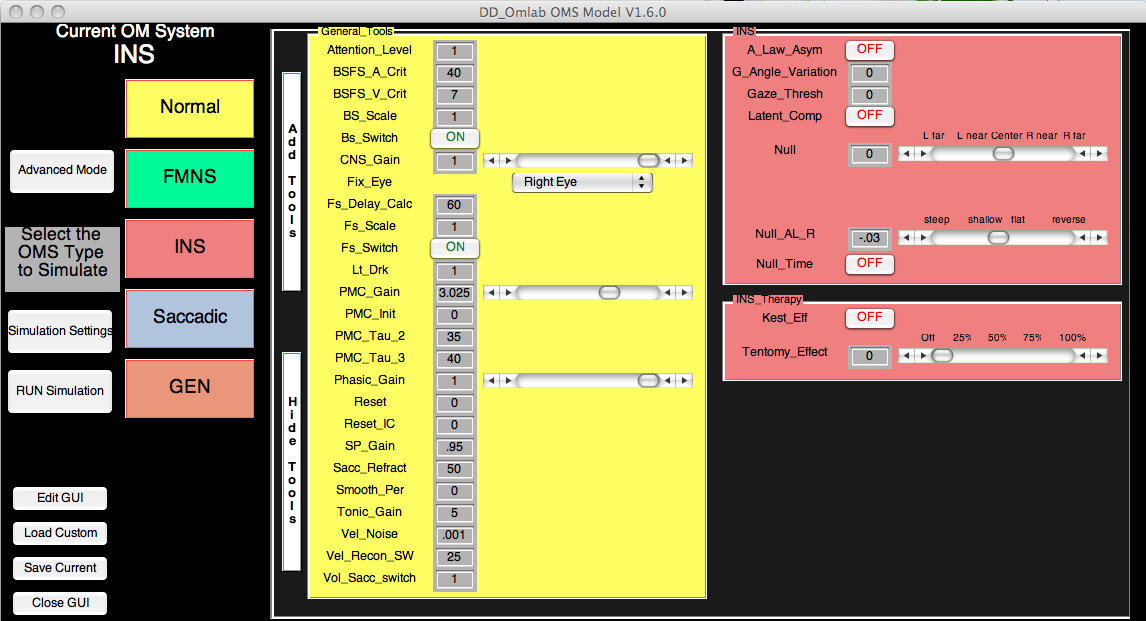 DD_Omlab OMS Model V1.6.0
Current OM System
INS
Normal
Advanced Mode
FMNS
Select the
OMS Type
to Simulate
INS
Simulation Settings
Saccadic
RUN Simulation
GEN
Edit GUI
Load Custom
Save Current
Close GUI
Add Tools
Hide Tools
General_Tools
Attention_Level 1
BSFS_A_Crit 40
BSFS_V_Crit 7
BS_Scale 1
Bs_Switch ON
CNS_Gain 1
Fix_Eye Right Eye
Fs_Delay_Calc 60
Fs_Scale 1
Fs_Switch ON
Lt_Drk 1
PMC_Gain 3.025
PMC_Init 0
PMC_Tau_2 35
PMC_Tau_3 40
Phasic_Gain 1
Reset 0
Reset_IC 0
SP_Gain .95
Sacc_Refract 50
Smooth_Per 0
Tonic_Gain 5
Vel_Noise .001
Vel_Recon_SW 25
Vol_Sacc_switch 1
INS
A_Law_Asym OFF
G_Angle_Variation 0
Gaze_Thresh 0
Latent_Comp OFF
L far L near Center R near R far
Null 0
steep shallow flat reverse
Null_AL_R -.03
Null_Time OFF
INS_Therapy
Kest_Eff OFF
Off 25% 50% 75% 100%
Tentomy_Effect 0